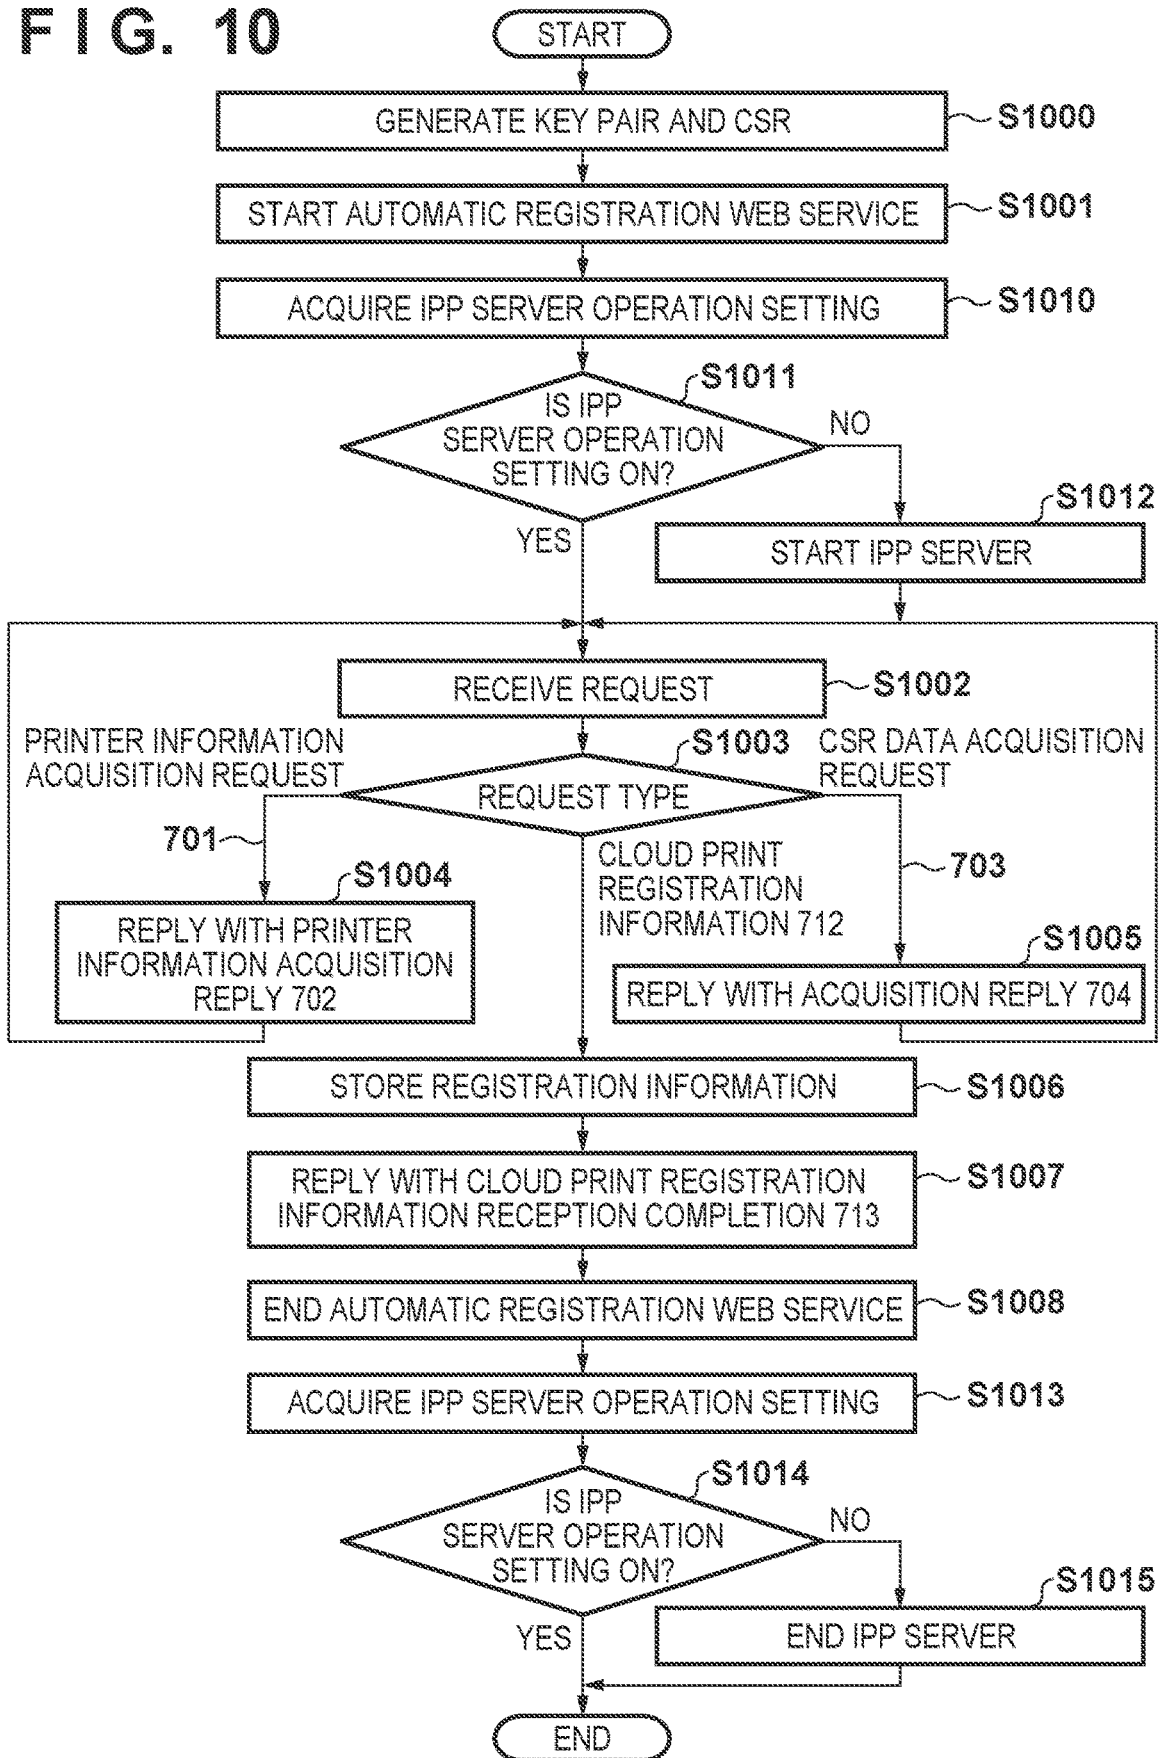 FIG. 10
START
GENERATE KEY PAIR AND CSR
S1000
START AUTOMATIC REGISTRATION WEB SERVICE
S1001
ACQUIRE IPP SERVER OPERATION SETTING
S1010
S1011
IS IPP
SERVER OPERATION
SETTING ON?
NO
YES
S1012
START IPP SERVER
RECEIVE REQUEST
S1002
PRINTER INFORMATION
ACQUISITION REQUEST
S1003
REQUEST TYPE
CSR DATA ACQUISITION
REQUEST
701
CLOUD PRINT
REGISTRATION
INFORMATION 712
703
S1004
REPLY WITH PRINTER
INFORMATION ACQUISITION
REPLY 702
S1005
REPLY WITH ACQUISITION REPLY 704
STORE REGISTRATION INFORMATION
S1006
REPLY WITH CLOUD PRINT REGISTRATION
INFORMATION RECEPTION COMPLETION 713
S1007
END AUTOMATIC REGISTRATION WEB SERVICE
S1008
ACQUIRE IPP SERVER OPERATION SETTING
S1013
S1014
IS IPP
SERVER OPERATION
SETTING ON?
NO
YES
S1015
END IPP SERVER
END